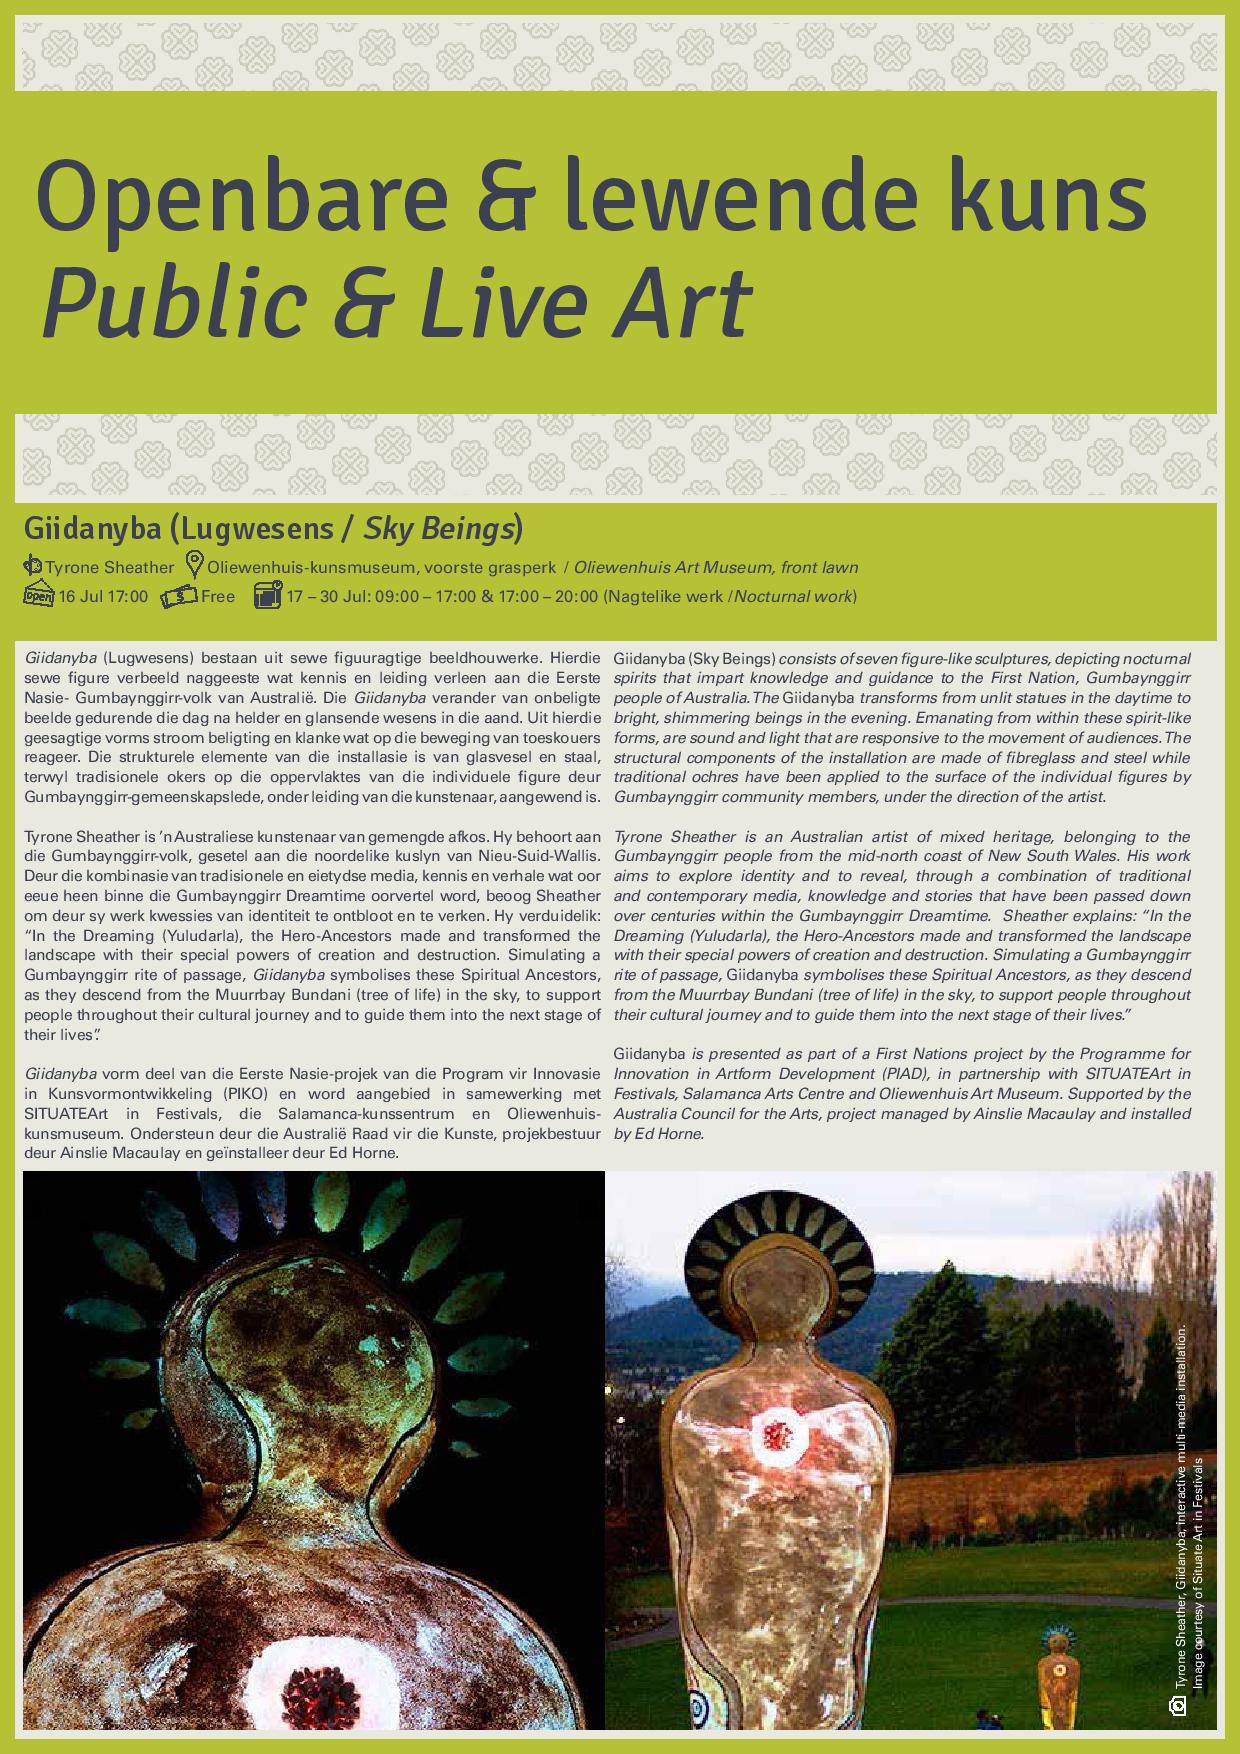 Openbare & lewende kuns
Public & Live Art
Giidanyba (Lugwesens / Sky Beings)
Tyrone Sheather Oliewenhuis-kunsmuseum, voorste grasperk / Oliewenhuis Art Museum, front lawn
open 16 Jul 17:00 $ Free 17 – 30 Jul: 09:00 – 17:00 & 17:00 – 20:00 (Nagtelike werk /Nocturnal work)
Giidanyba (Lugwesens) bestaan uit sewe figuuragtige beeldhouwerke. Hierdie
sewe figure verbeeld naggeeste wat kennis en leiding verleen aan die Eerste
Nasie- Gumbaynggirr-volk van Australië. Die Giidanyba verander van onbeligte
beelde gedurende die dag na helder en glansende wesens in die aand. Uit hierdie
geesagtige vorms stroom beligting en klanke wat op die beweging van toeskouers
reageer. Die strukturele elemente van die installasie is van glasvesel en staal,
terwyl tradisionele okers op die oppervlaktes van die individuele figure deur
Gumbaynggirr-gemeenskapslede, onder leiding van die kunstenaar, aangewend is.
Tyrone Sheather is 'n Australiese kunstenaar van gemengde afkos. Hy behoort aan
die Gumbaynggirr-volk, gesetel aan die noordelike kuslyn van Nieu-Suid-Wallis.
Deur die kombinasie van tradisionele en eietydse media, kennis en verhale wat oor
eeue heen binne die Gumbaynggirr Dreamtime oorvertel word, beoog Sheather
om deur sy werk kwessies van identiteit te ontbloot en te verken. Hy verduidelik:
“In the Dreaming (Yuludarla), the Hero-Ancestors made and transformed the
landscape with their special powers of creation and destruction. Simulating a
Gumbaynggirr rite of passage, Giidanyba symbolises these Spiritual Ancestors,
as they descend from the Muurrbay Bundani (tree of life) in the sky, to support
people throughout their cultural journey and to guide them into the next stage of
their lives”.
Giidanyba vorm deel van die Eerste Nasie-projek van die Program vir Innovasie
in Kunsvormontwikkeling (PIKO) en word aangebied in samewerking met
SITUATEArt in Festivals, die Salamanca-kunssentrum en Oliewenhuis-
kunsmuseum. Ondersteun deur die Australië Raad vir die Kunste, projekbestuur
deur Ainslie Macaulay en geïnstalleer deur Ed Horne.
Giidanyba (Sky Beings) consists of seven figure-like sculptures, depicting nocturnal
spirits that impart knowledge and guidance to the First Nation, Gumbaynggirr
people of Australia. The Giidanyba transforms from unlit statues in the daytime to
bright, shimmering beings in the evening. Emanating from within these spirit-like
forms, are sound and light that are responsive to the movement of audiences. The
structural components of the installation are made of fibreglass and steel while
traditional ochres have been applied to the surface of the individual figures by
Gumbaynggirr community members, under the direction of the artist.
Tyrone Sheather is an Australian artist of mixed heritage, belonging to the
Gumbaynggirr people from the mid-north coast of New South Wales. His work
aims to explore identity and to reveal, through a combination of traditional
and contemporary media, knowledge and stories that have been passed down
over centuries within the Gumbaynggirr Dreamtime. Sheather explains: “In the
Dreaming (Yuludarla), the Hero-Ancestors made and transformed the landscape
with their special powers of creation and destruction. Simulating a Gumbaynggirr
rite of passage, Giidanyba symbolises these Spiritual Ancestors, as they descend
from the Muurrbay Bundani (tree of life) in the sky, to support people throughout
their cultural journey and to guide them into the next stage of their lives.”
Giidanyba is presented as part of a First Nations project by the Programme for
Innovation in Artform Development (PIAD), in partnership with SITUATEArt in
Festivals, Salamanca Arts Centre and Oliewenhuis Art Museum. Supported by the
Australia Council for the Arts, project managed by Ainslie Macaulay and installed
by Ed Horne.
Tyrone Sheather, Giidanyba, interactive multi-media installation.
Image courtesy of Situate Art in Festivals